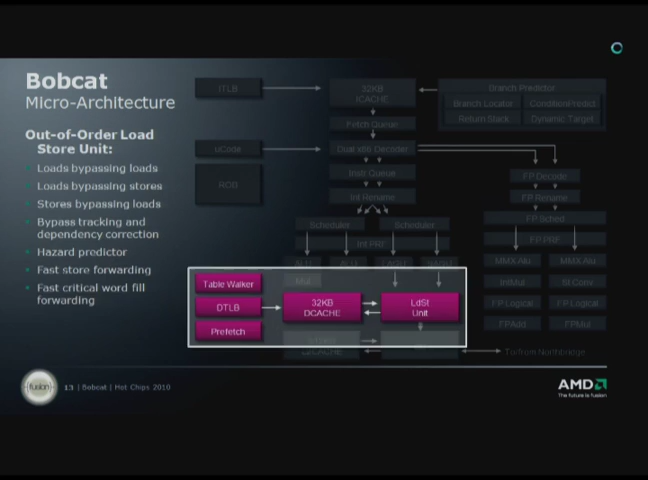 Bobcat
Micro-Architecture
Out-of-Order Load
Store Unit:
Loads bypassing loads
Loads bypassing stores
Stores bypassing loads
Bypass tracking and
dependency correction
Hazard predictor
Fast store forwarding
Fast critical word fill
forwarding
ITLB
32KB
ICACHE
Branch Predictor
Branch Locator
ConditionPredict
Return Stack
Dynamic Target
Fetch Queue
uCode
Dual x86 Decoder
ROB
Instr Queue
Int Rename
FP Decode
FP Rename
Scheduler
Scheduler
FP Sched
Int PRF
FP PRF
ALU
ALU
MMX Alu
MMX Alu
Mul
IntMul
St Conv.
FP Logical
FP Logical
FPAdd
FPMul
Table Walker
DTLB
Prefetch
32KB
DCACHE
LdSt
Unit
To/from Northbridge
fusion
13 | Bobcat | Hot Chips 2010
AMD
The future is fusion